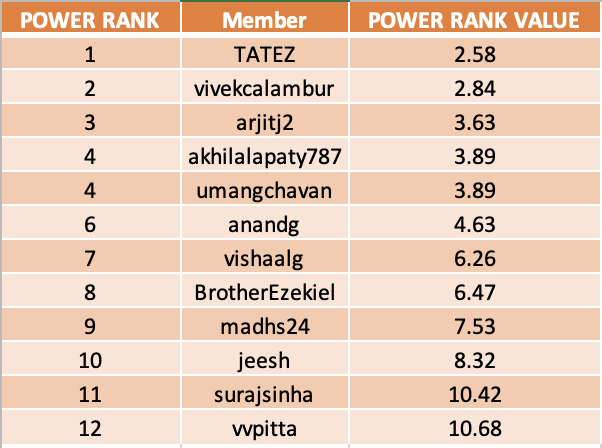 POWER RANK Member POWER RANK VALUE
1 TATEZ 2.58
2 vivekcalambur 2.84
3 arjitj2 3.63
4 akhilalapaty787 3.89
4 umangchavan 3.89
6 anandg 4.63
7 vishaalg 6.26
8 BrotherEzekiel 6.47
9 madhs24 7.53
10 jeesh 8.32
11 surajsinha 10.42
12 vvpitta 10.68